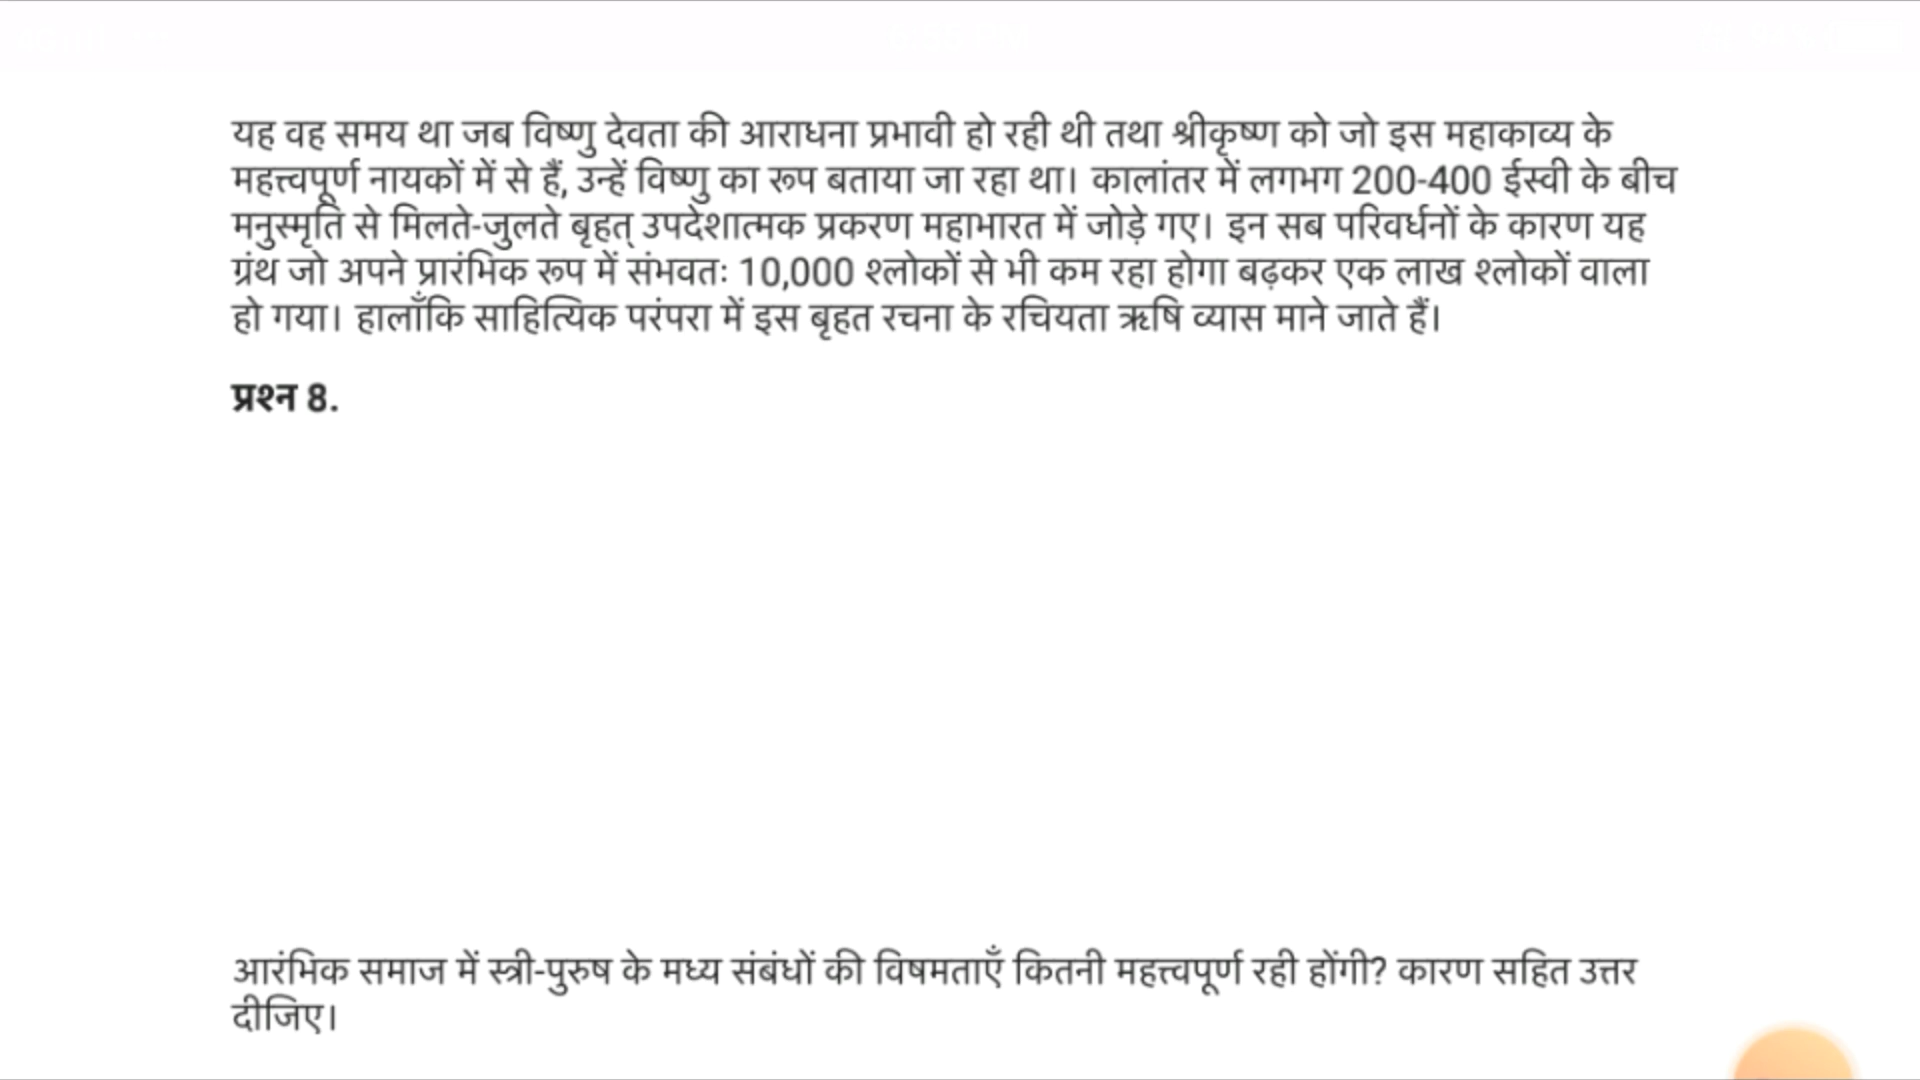 यह वह समय था जब विष्णु देवता की आराधना प्रभावी हो रही थी तथा श्रीकृष्ण को जो इस महाकाव्य के
महत्त्वपूर्ण नायकों में से हैं, उन्हें विष्णु का रूप बताया जा रहा था। कालांतर में लगभग 200-400 ईस्वी के बीच
मनुस्मृति से मिलते-जुलते बृहत् उपदेशात्मक प्रकरण महाभारत में जोड़े गए। इन सब परिवर्धनों के कारण यह
ग्रंथ जो अपने प्रारंभिक रूप में संभवतः 10,000 श्लोकों से भी कम रहा होगा बढ़कर एक लाख श्लोकों वाला
हो गया। हालाँकि साहित्यिक परंपरा में इस बृहत रचना के रचियता ऋषि व्यास माने जाते हैं।
प्रश्न 8.
आरंभिक समाज में स्त्री-पुरुष के मध्य संबंधों की विषमताएँ कितनी महत्त्वपूर्ण रही होंगी? कारण सहित उत्तर
दीजिए।